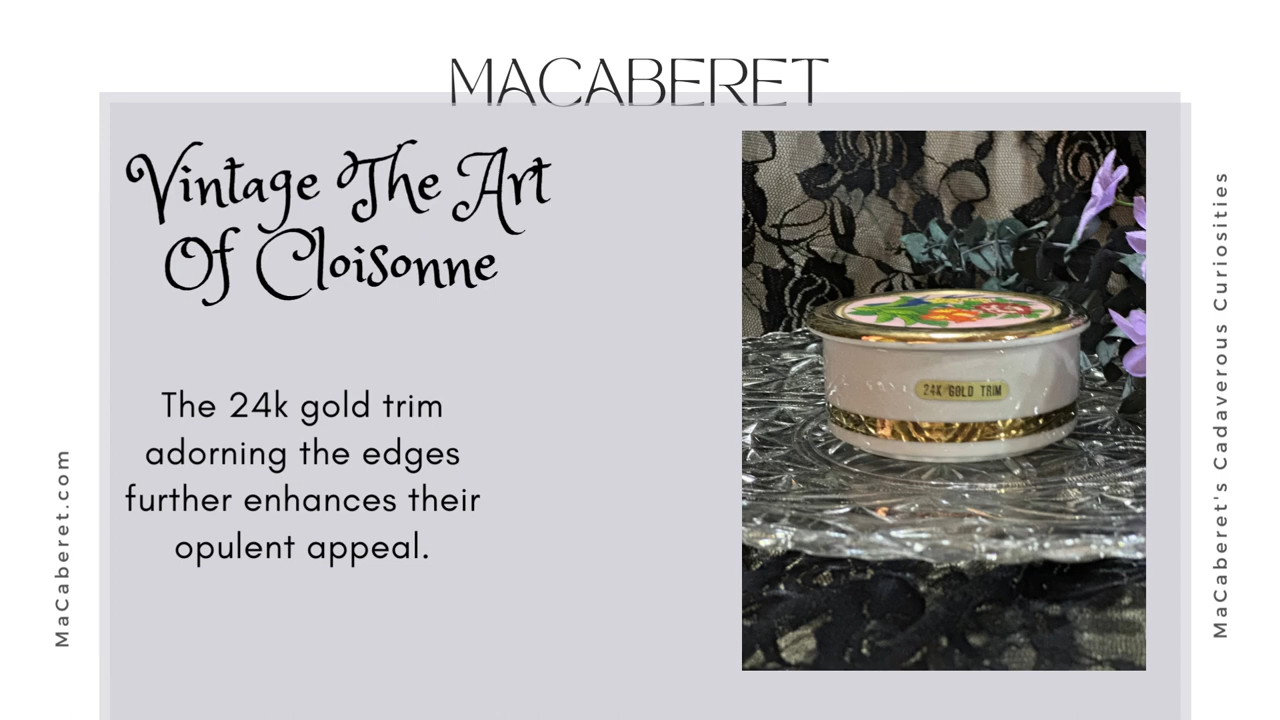 MACABERET
Vintage The Art
Of Cloisonne
The 24k gold trim
adorning the edges
further enhances their
opulent appeal.
24K GOLD TRIM
MaCaberet.com
MaCaberet's Cadaverous Curiosities